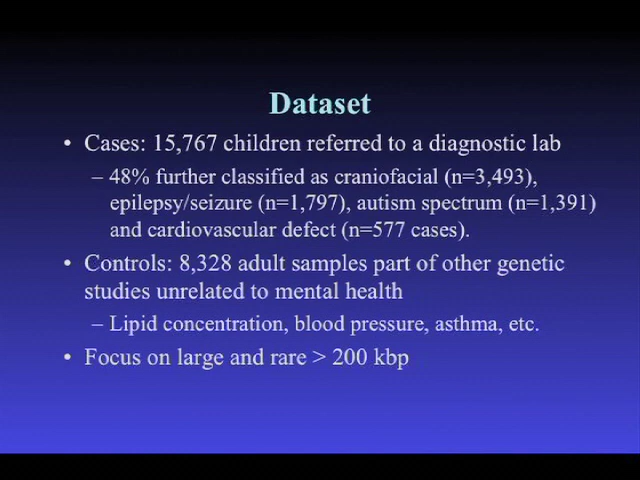 Dataset
• Cases: 15,767 children referred to a diagnostic lab
– 48% further classified as craniofacial (n=3,493),
epilepsy/seizure (n=1,797), autism spectrum (n=1,391)
and cardiovascular defect (n=577 cases).
• Controls: 8,328 adult samples part of other genetic
studies unrelated to mental health
– Lipid concentration, blood pressure, asthma, etc.
• Focus on large and rare > 200 kbp